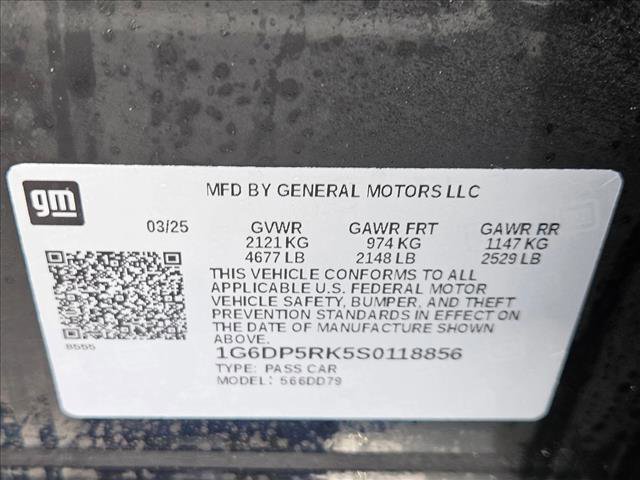 gm
MFD BY GENERAL MOTORS LLC
03/25 GVWR GAWR FRT GAWR RR
2121 KG 974 KG 1147 KG
4677 LB 2148 LB 2529 LB
THIS VEHICLE CONFORMS TO ALL
APPLICABLE U.S. FEDERAL MOTOR
VEHICLE SAFETY, BUMPER, AND THEFT
PREVENTION STANDARDS IN EFFECT ON
THE DATE OF MANUFACTURE SHOWN
ABOVE.
8555
1G6DP5RK5S0118856
TYPE: PASS CAR
MODEL: 566DD79